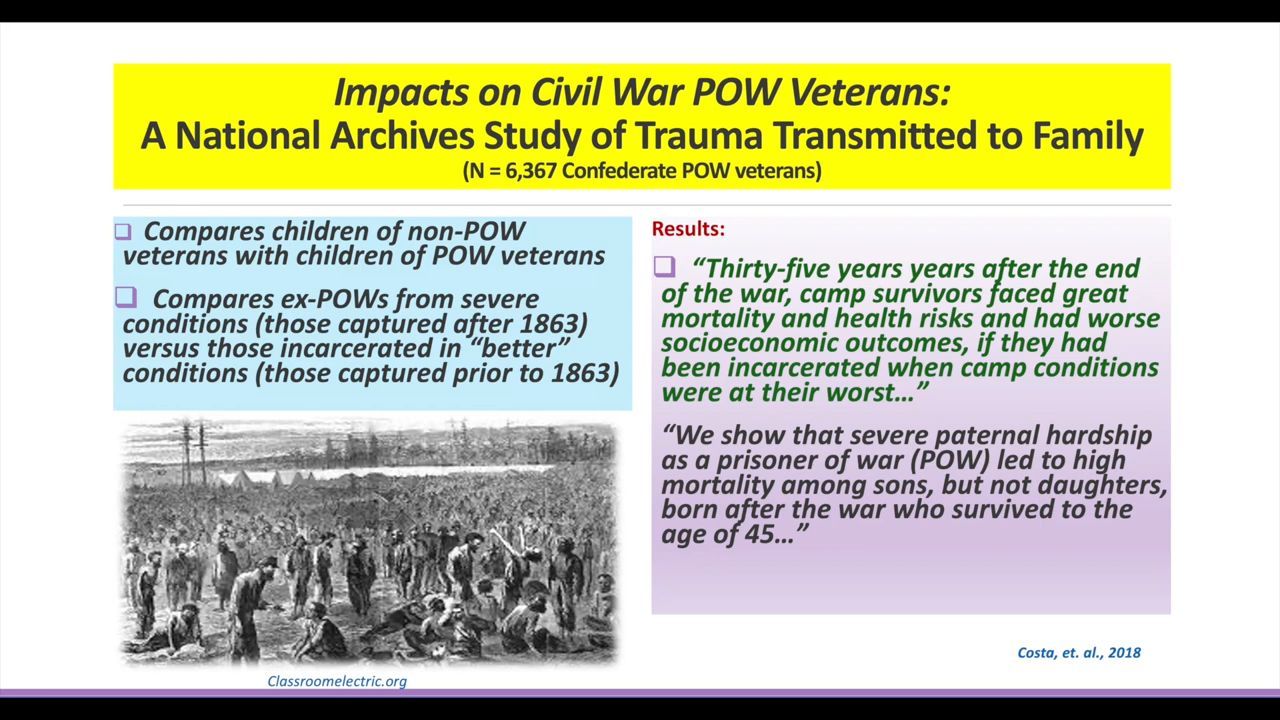 Impacts on Civil War POW Veterans:
A National Archives Study of Trauma Transmitted to Family
(N = 6,367 Confederate POW veterans)
Compares children of non-POW
veterans with children of POW veterans
Compares ex-POWs from severe
conditions (those captured after 1863)
versus those incarcerated in “better”
conditions (those captured prior to 1863)
Classroomelectric.org
Results:
“Thirty-five years years after the end
of the war, camp survivors faced great
mortality and health risks and had worse
socioeconomic outcomes, if they had
been incarcerated when camp conditions
were at their worst…”
“We show that severe paternal hardship
as a prisoner of war (POW) led to high
mortality among sons, but not daughters,
born after the war who survived to the
age of 45…”
Costa, et. al., 2018